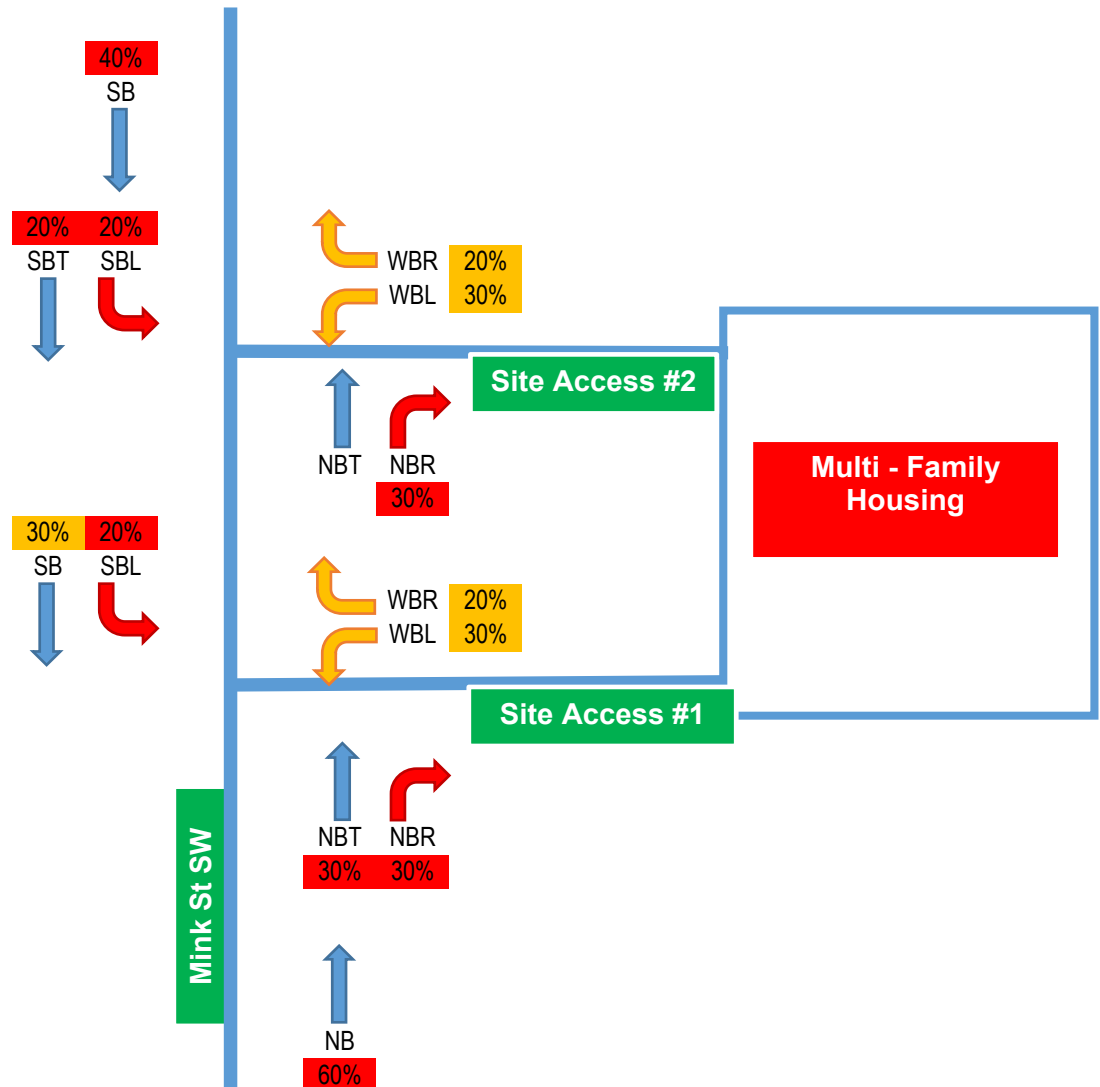 40%
SB
20% 20%
SBT SBL
WBR 20%
WBL 30%
Site Access #2
NBT NBR
30%
Multi - Family
Housing
30% 20%
SB SBL
WBR 20%
WBL 30%
Site Access #1
Mink St SW
NBT NBR
30% 30%
NB
60%